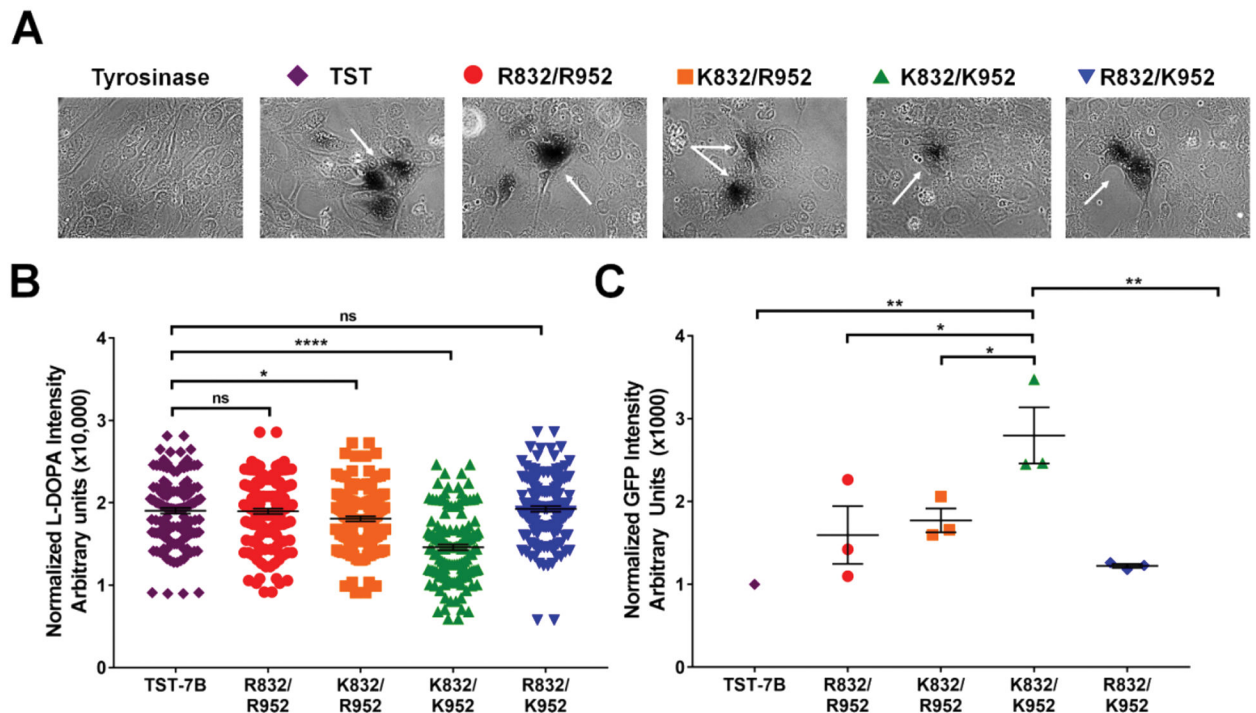 A
Tyrosinase
TST
R832/R952
K832/R952
K832/K952
R832/K952
B
Normalized L-DOPA Intensity
Arbitrary units (x10,000)
ns
****
*
ns
4
3
2
1
0
TST-7B
R832/
R952
K832/
R952
K832/
K952
R832/
K952
C
Normalized GFP Intensity
Arbitrary Units (x1000)
**
**
*
*
4
3
2
1
0
TST-7B
R832/
R952
K832/
R952
K832/
K952
R832/
K952